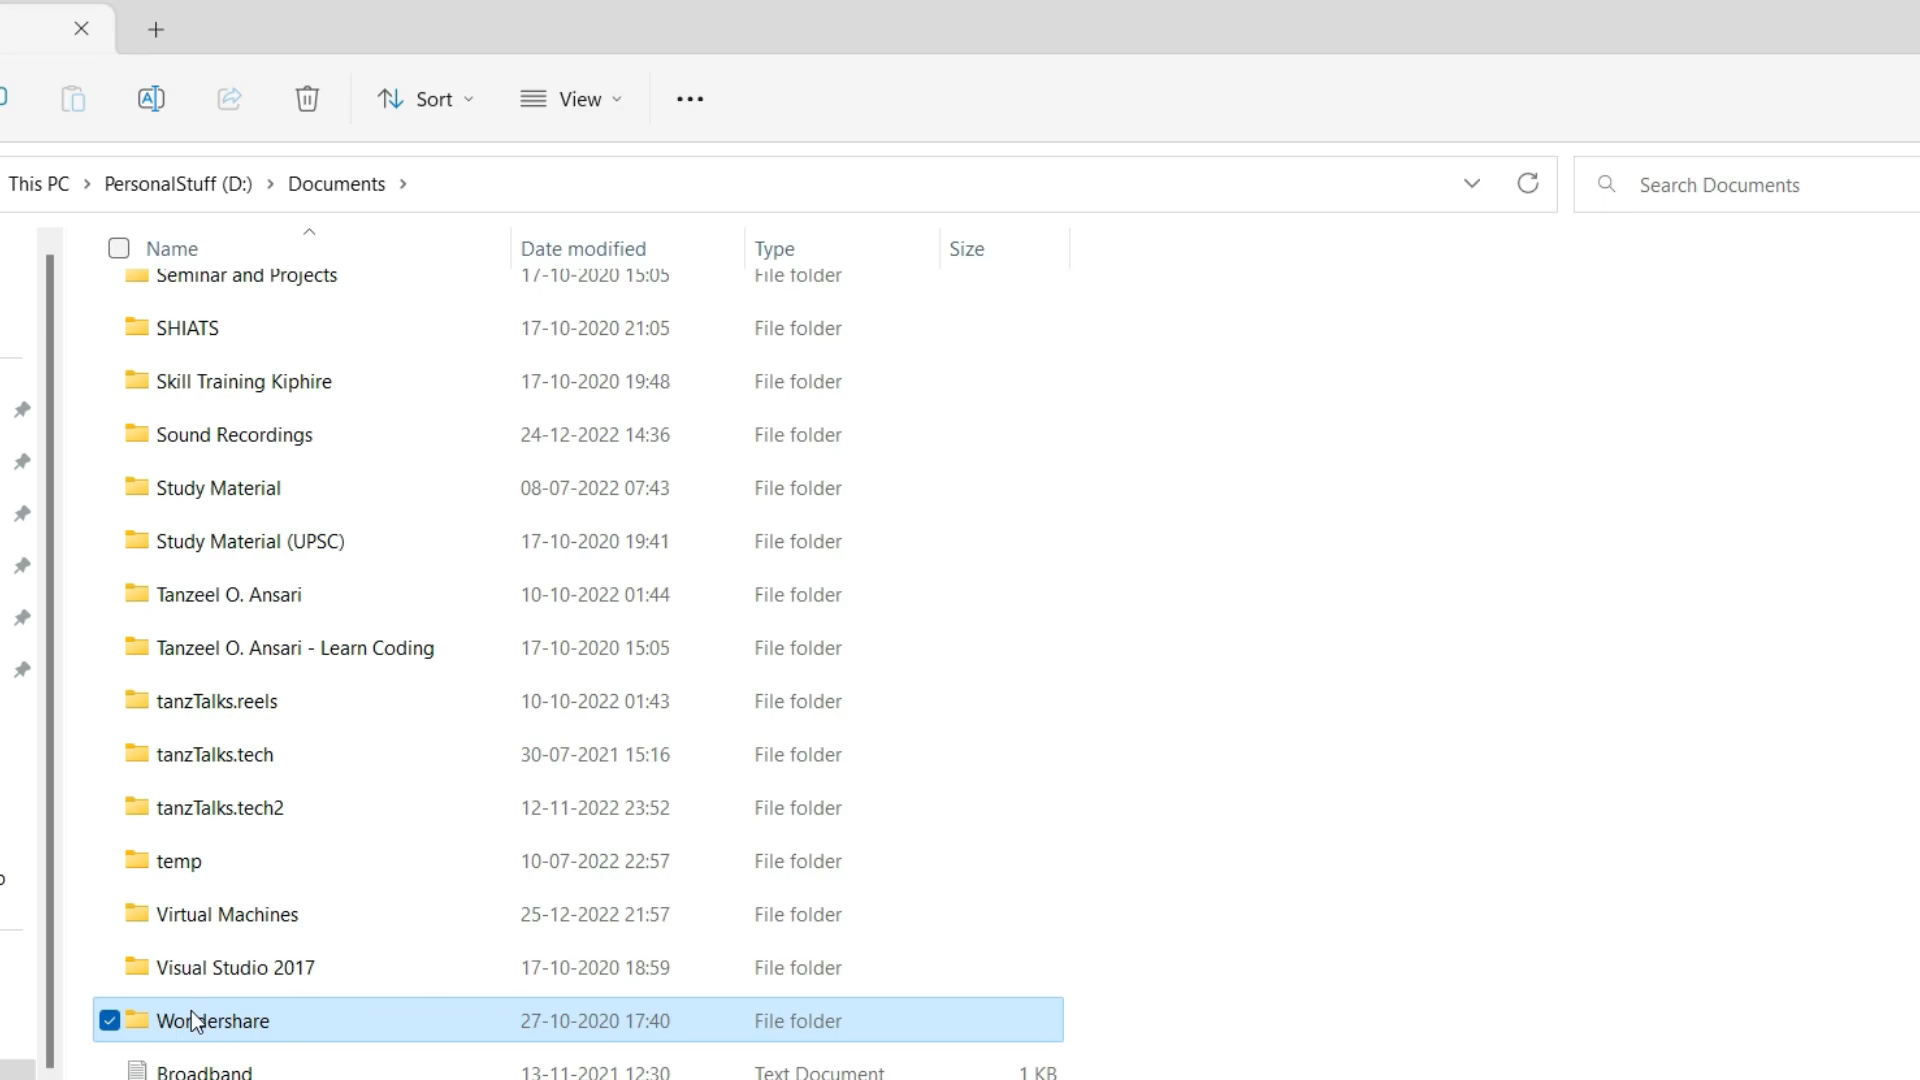 Sort View
This PC > PersonalStuff (D:) > Documents >
Search Documents
Name Date modified Type Size
Seminar and Projects 17-10-2020 15:05 File folder
SHIATS 17-10-2020 21:05 File folder
Skill Training Kiphire 17-10-2020 19:48 File folder
Sound Recordings 24-12-2022 14:36 File folder
Study Material 08-07-2022 07:43 File folder
Study Material (UPSC) 17-10-2020 19:41 File folder
Tanzeel O. Ansari 10-10-2022 01:44 File folder
Tanzeel O. Ansari - Learn Coding 17-10-2020 15:05 File folder
tanzTalks.reels 10-10-2022 01:43 File folder
tanzTalks.tech 30-07-2021 15:16 File folder
tanzTalks.tech2 12-11-2022 23:52 File folder
temp 10-07-2022 22:57 File folder
Virtual Machines 25-12-2022 21:57 File folder
Visual Studio 2017 17-10-2020 18:59 File folder
Wondershare 27-10-2020 17:40 File folder
Broadband 13-11-2021 12:30 Text Document 1 KB